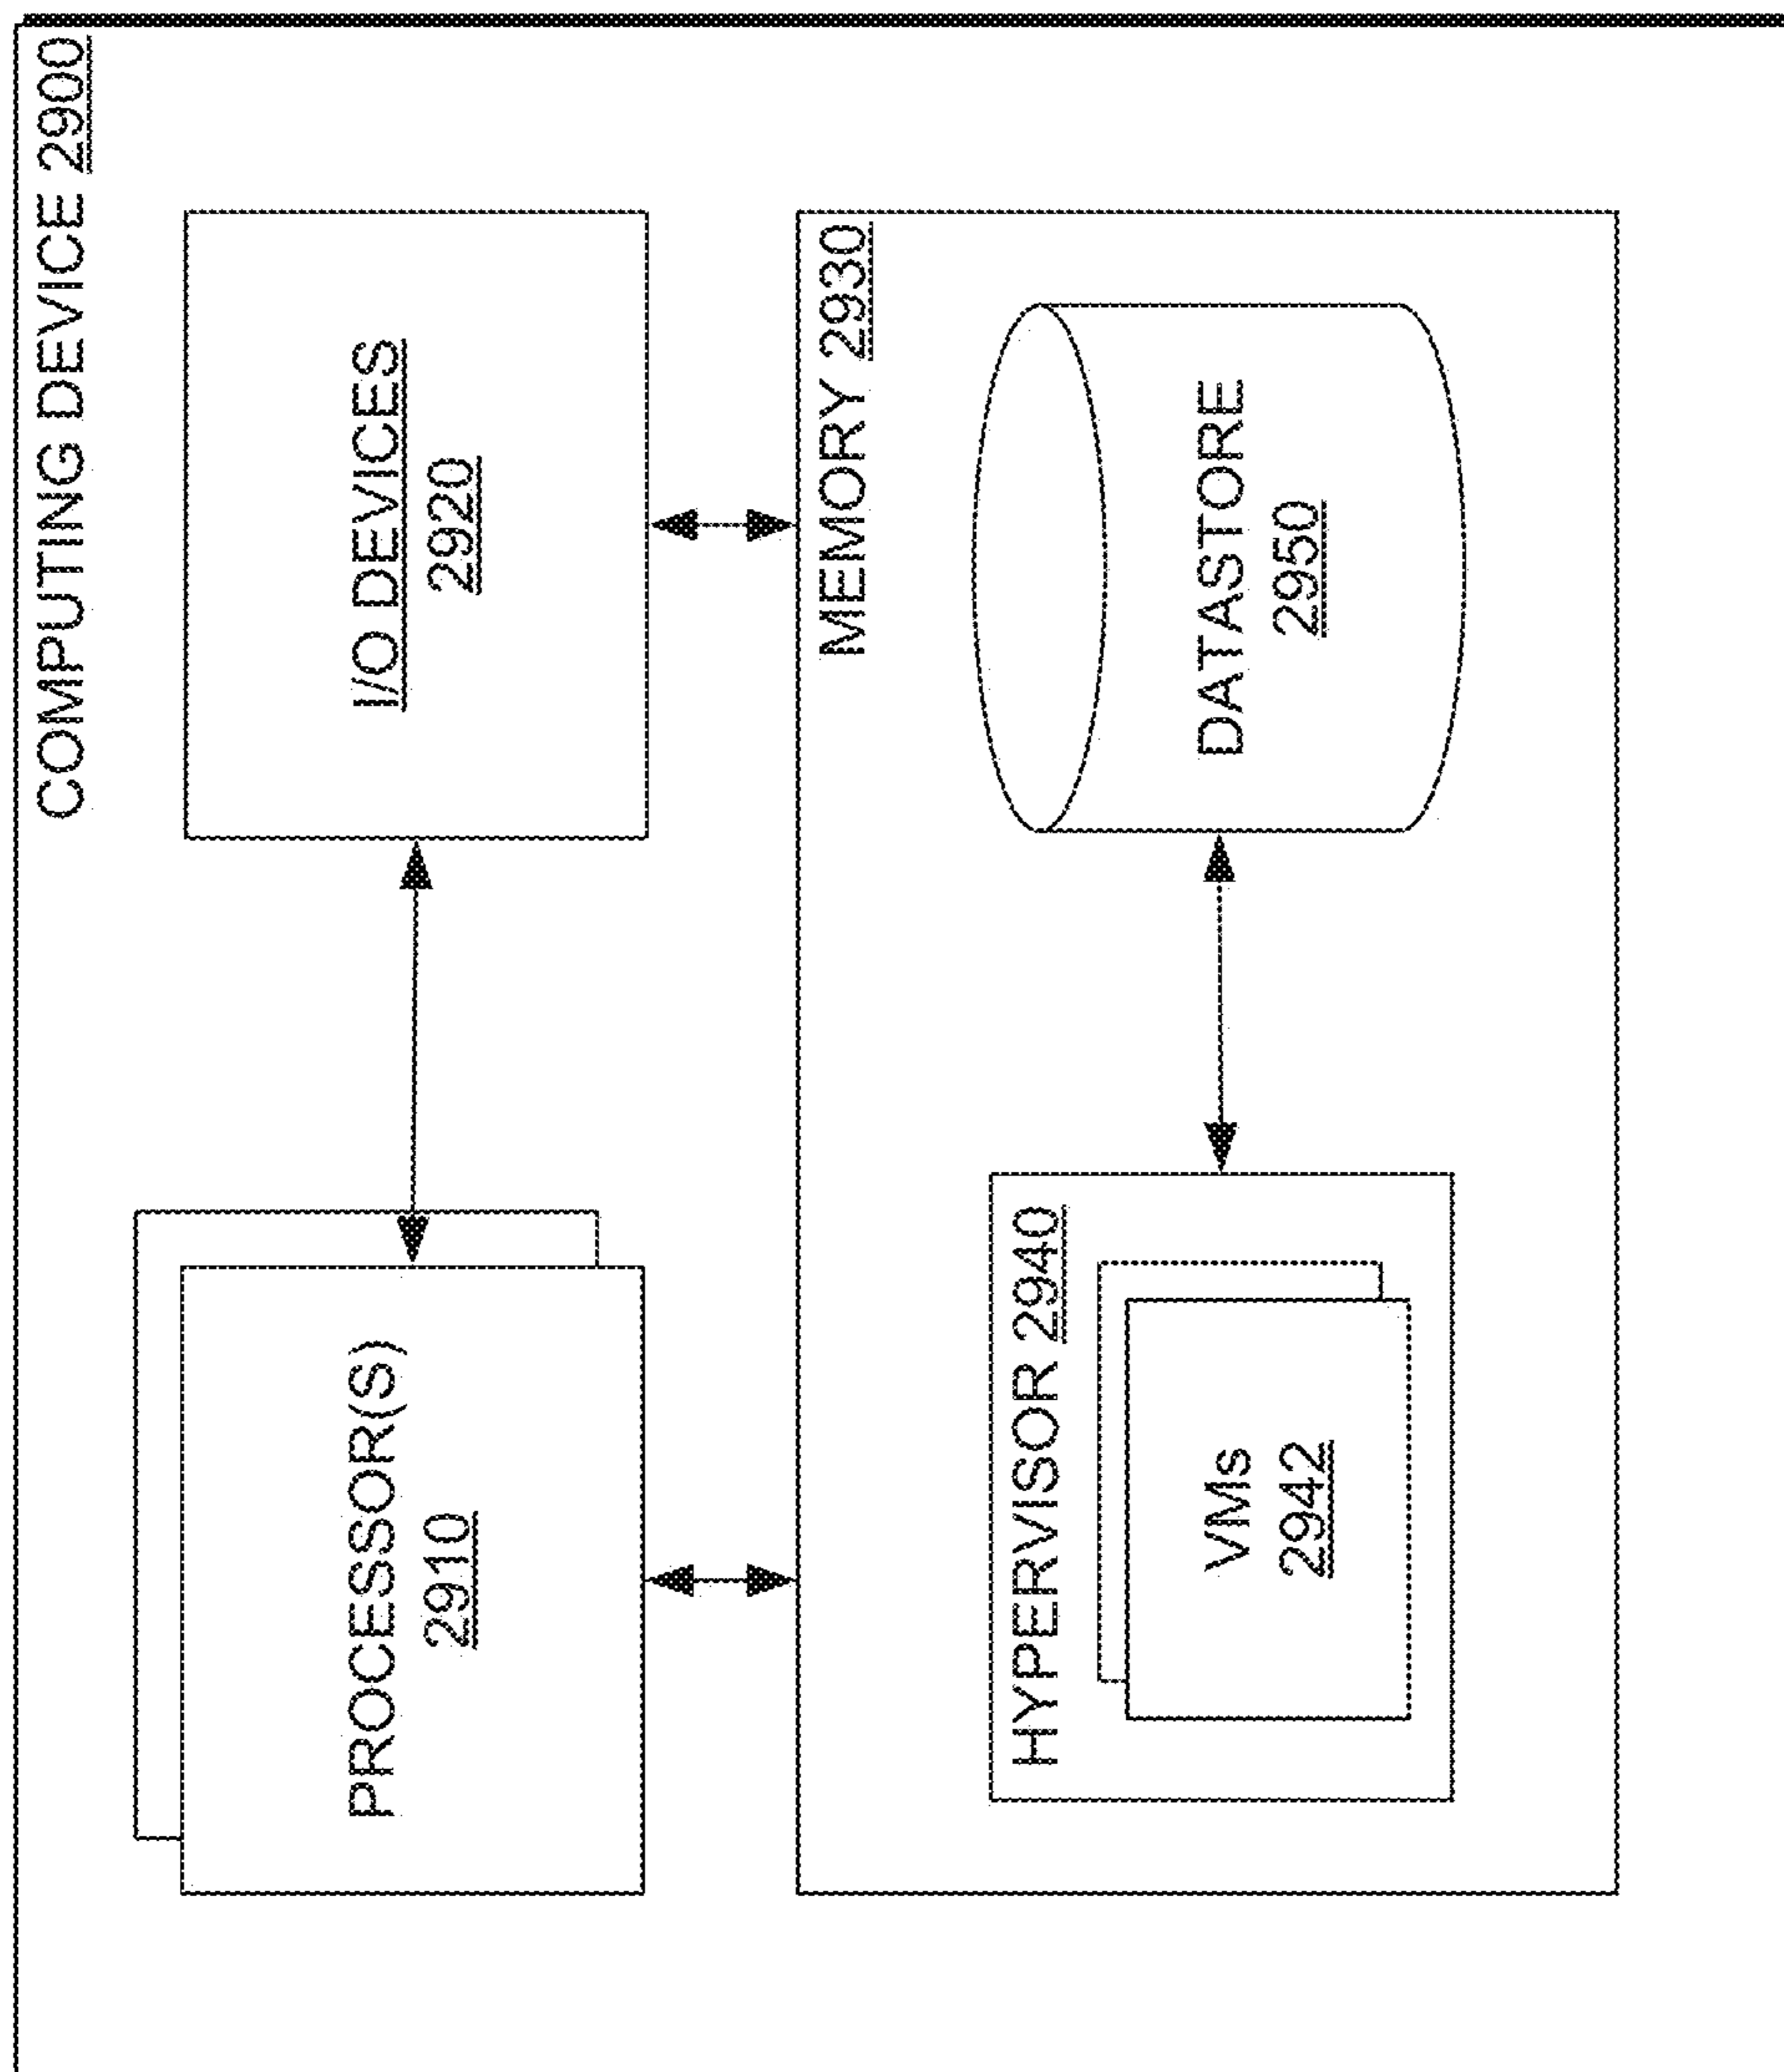 COMPUTING DEVICE 2900
PROCESSOR(S)
2910
I/O DEVICES
2920
MEMORY 2930
HYPERVISOR 2940
VMs
2942
DATASTORE
2950